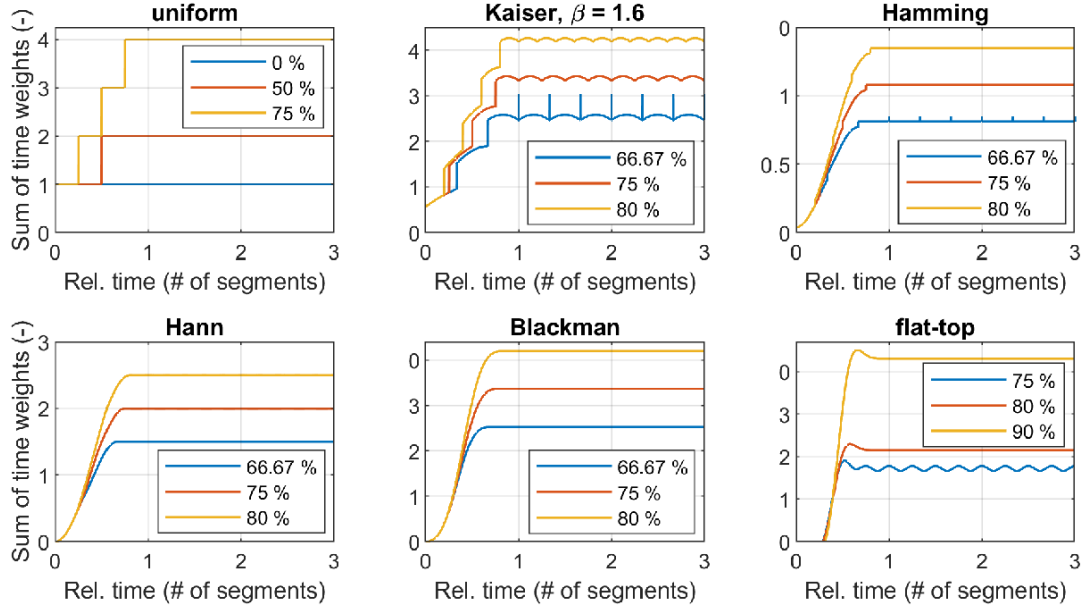 uniform
Sum of time weights (-)
4
3
2
1
0
0 %
50 %
75 %
0 1 2 3
Rel. time (# of segments)
Kaiser, β = 1.6
4
3
2
1
0
66.67 %
75 %
80 %
0 1 2 3
Rel. time (# of segments)
Hamming
0
1
0.5
0
66.67 %
75 %
80 %
0 1 2 3
Rel. time (# of segments)
Hann
Sum of time weights (-)
3
2
1
0
66.67 %
75 %
80 %
0 1 2 3
Rel. time (# of segments)
Blackman
0
3
2
1
0
66.67 %
75 %
80 %
0 1 2 3
Rel. time (# of segments)
flat-top
0
3
2
1
0
75 %
80 %
90 %
0 1 2 3
Rel. time (# of segments)